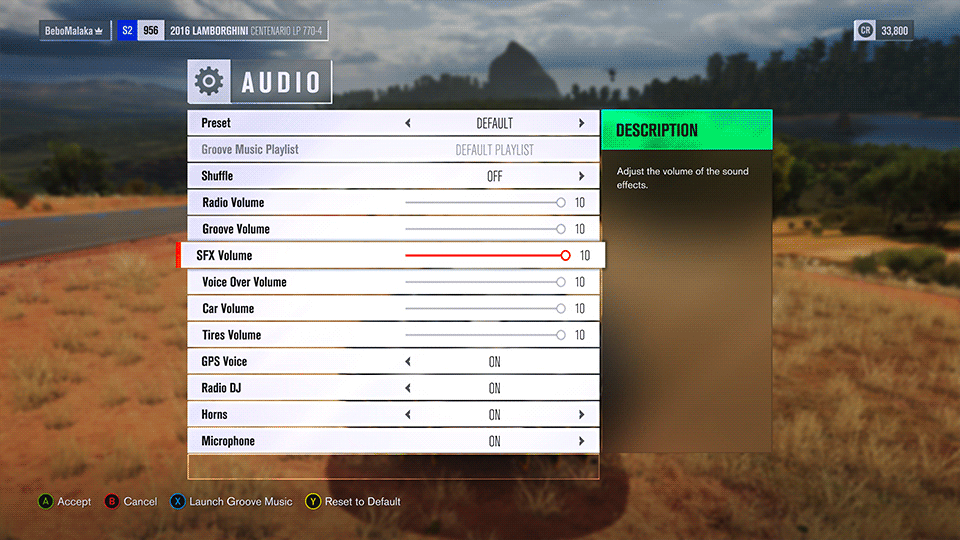 BeboMalaka
S2 956 2016 LAMBORGHINI CENTENARIO LP 770-4
CR 33,800
AUDIO
Preset DEFAULT
Groove Music Playlist DEFAULT PLAYLIST
Shuffle OFF
Radio Volume 10
Groove Volume 10
SFX Volume 10
Voice Over Volume 10
Car Volume 10
Tires Volume 10
GPS Voice ON
Radio DJ ON
Horns ON
Microphone ON
DESCRIPTION
Adjust the volume of the sound
effects.
A Accept B Cancel X Launch Groove Music Y Reset to Default